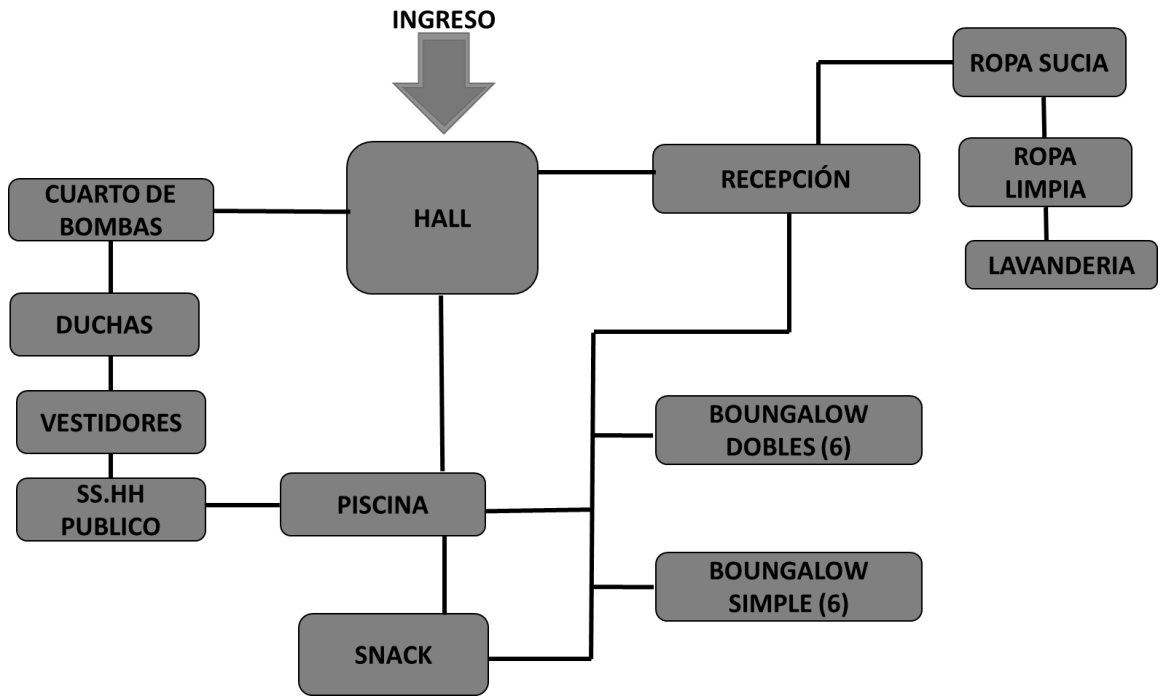 INGRESO
ROPA SUCIA
ROPA
LIMPIA
LAVANDERIA
RECEPCIÓN
HALL
CUARTO DE
BOMBAS
DUCHAS
VESTIDORES
SS.HH
PUBLICO
PISCINA
SNACK
BOUNGALOW
DOBLES (6)
BOUNGALOW
SIMPLE (6)